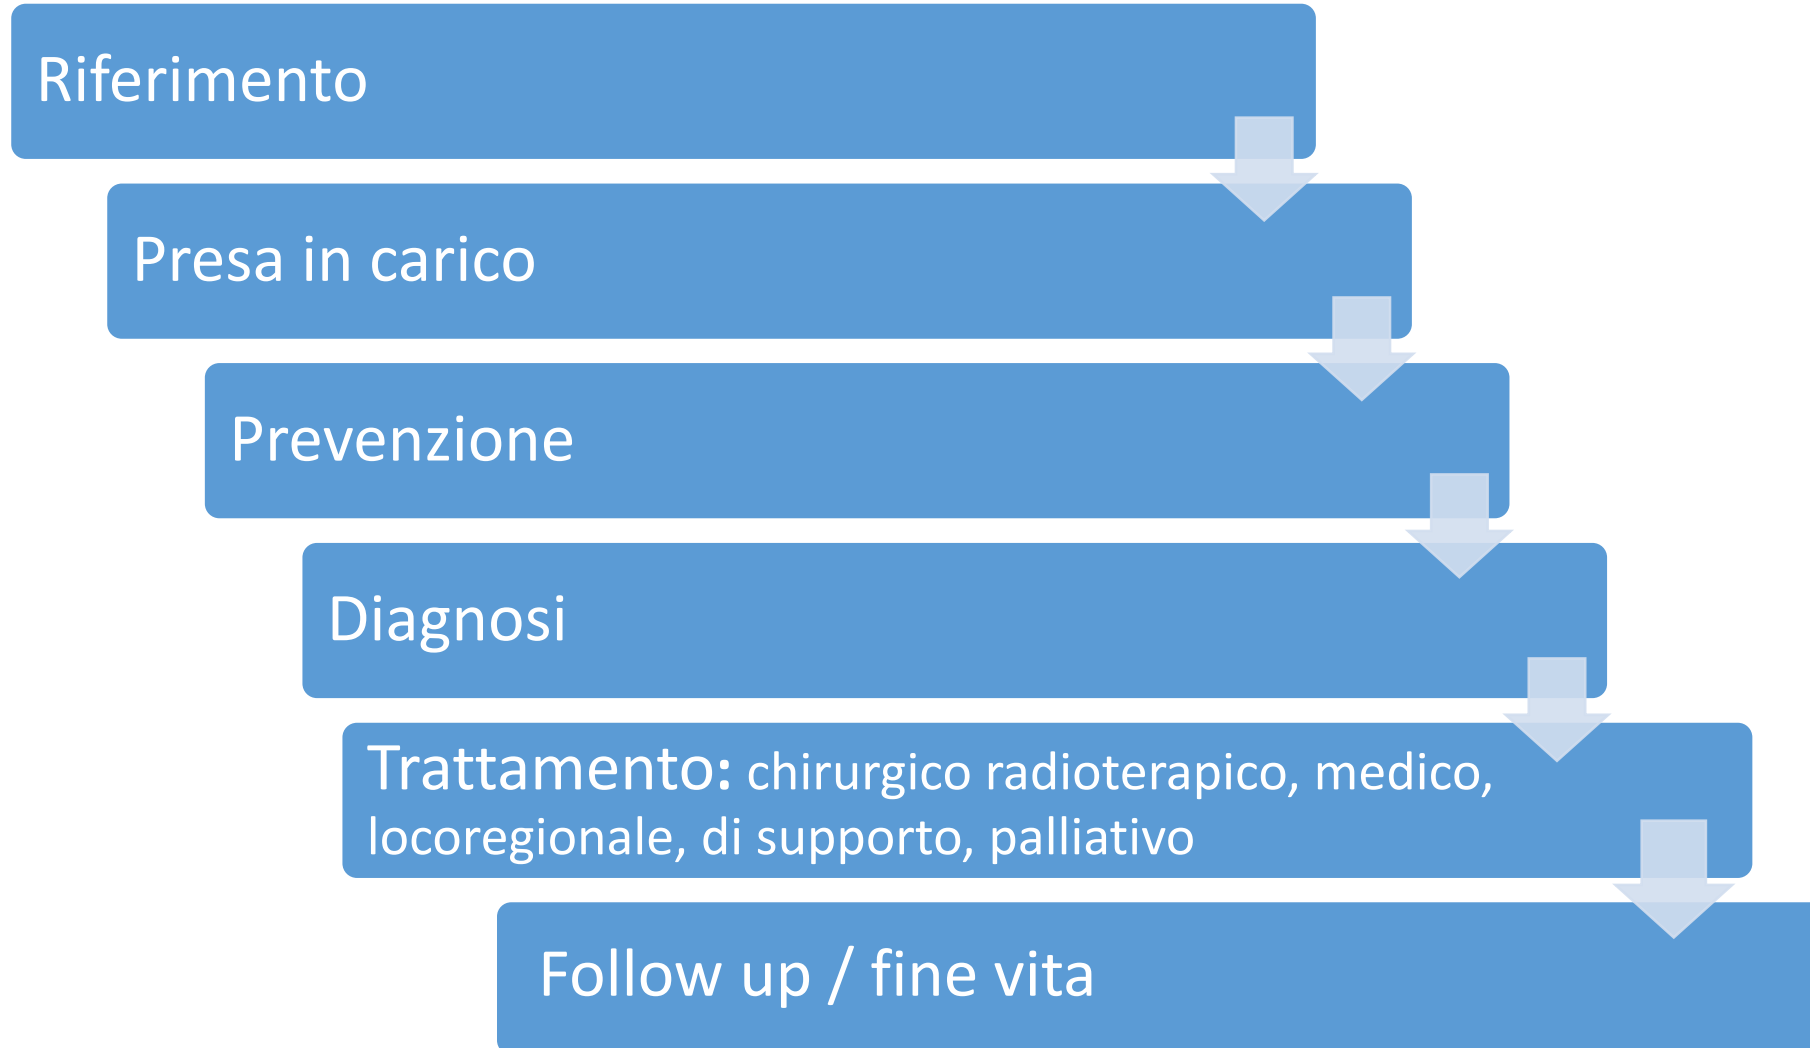 Riferimento
Presa in carico
Prevenzione
Diagnosi
Trattamento: chirurgico radioterapico, medico,
locoregionale, di supporto, palliativo
Follow up / fine vita